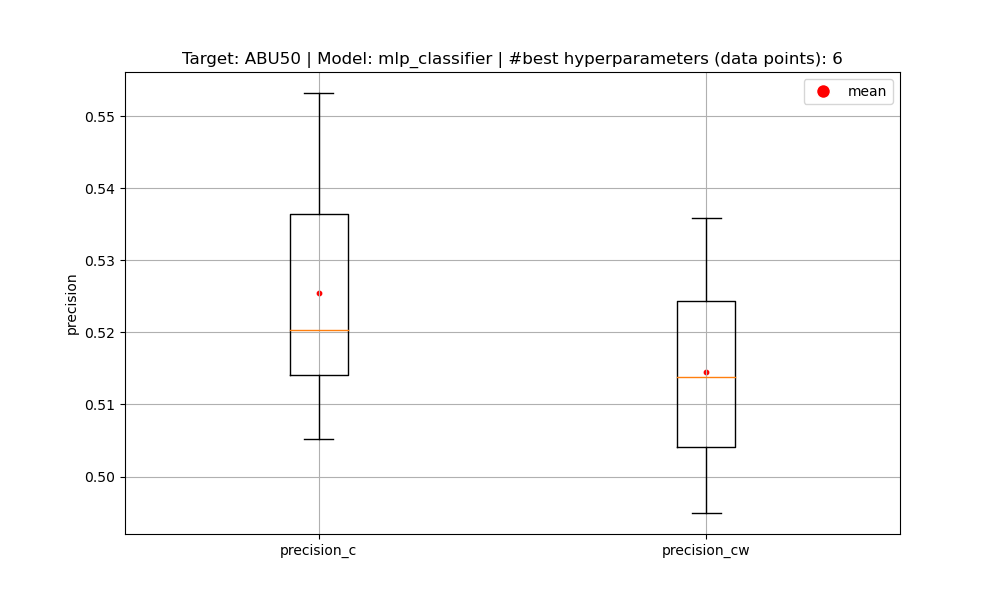 Target: ABU50 | Model: mlp_classifier | #best hyperparameters (data points): 6
mean
0.55
0.54
0.53
0.52
0.51
0.50
precision
precision_c
precision_cw